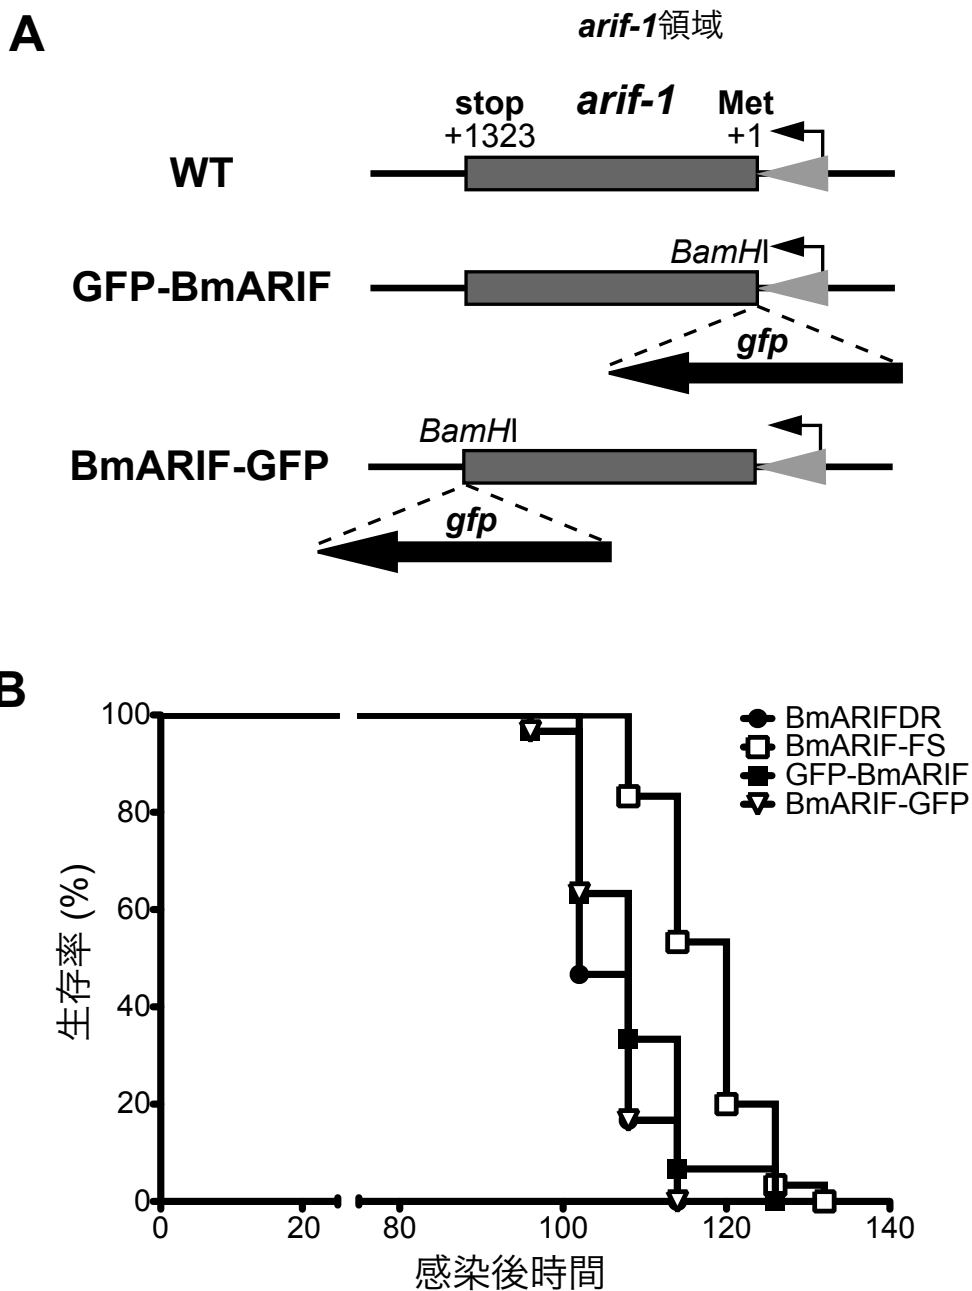 A
arif-1領域
stop arif-1 Met
+1323 +1
WT
BamHI
GFP-BmARIF
gfp
BamHI
BmARIF-GFP
gfp
B
100
80
60
40
20
0
生存率 (%)
BmARIFDR
BmARIF-FS
GFP-BmARIF
BmARIF-GFP
0 20 80 100 120 140
感染後時間